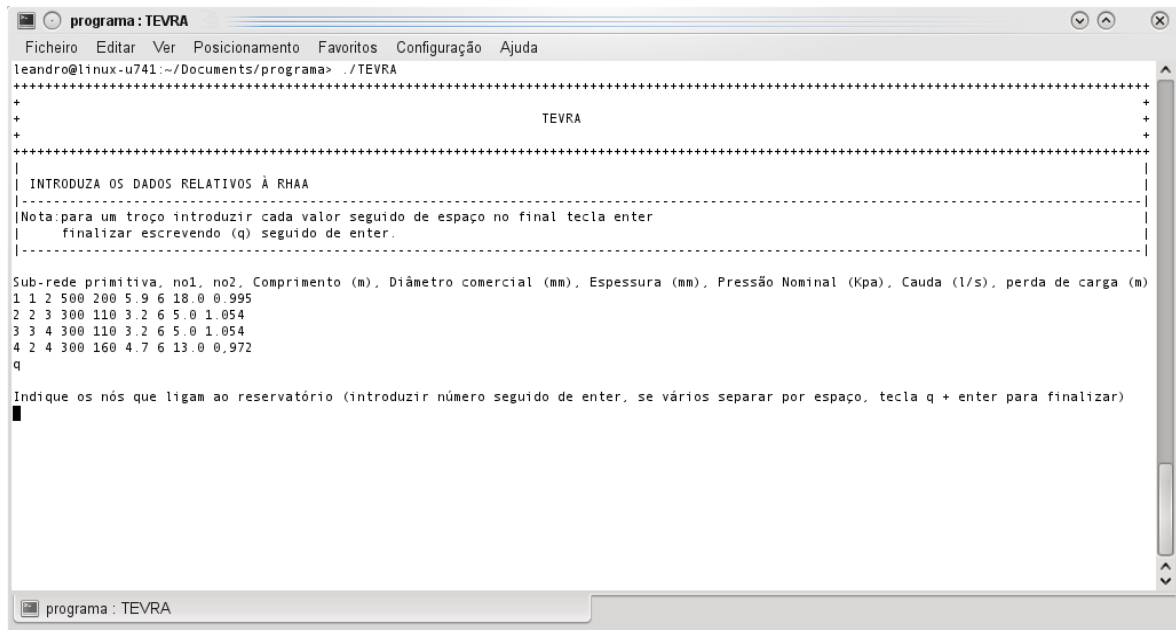 programa : TEVRA
Ficheiro Editar Ver Posicionamento Favoritos Configuração Ajuda
leandro@linux-u741:~/Documents/programa> ./TEVRA
++++++++++++++++++++++++++++++++++++++++++++++++++++++++++++++++++++++++++++++++++++++++++++++++++++++++++++++++++++++++++++++++++++++++++++++
+ +
+ TEVRA +
+ +
++++++++++++++++++++++++++++++++++++++++++++++++++++++++++++++++++++++++++++++++++++++++++++++++++++++++++++++++++++++++++++++++++++++++++++++
| |
| INTRODUZA OS DADOS RELATIVOS À RHAA |
|--------------------------------------------------------------------------------------------------------------------------------------------|
|Nota:para um troço introduzir cada valor seguido de espaço no final tecla enter |
| finalizar escrevendo (q) seguido de enter. |
|--------------------------------------------------------------------------------------------------------------------------------------------|
Sub-rede primitiva, no1, no2, Comprimento (m), Diâmetro comercial (mm), Espessura (mm), Pressão Nominal (Kpa), Cauda (l/s), perda de carga (m)
1 1 2 500 200 5.9 6 18.0 0.995
2 2 3 300 110 3.2 6 5.0 1.054
3 3 4 300 110 3.2 6 5.0 1.054
4 2 4 300 160 4.7 6 13.0 0,972
q
Indique os nós que ligam ao reservatório (introduzir número seguido de enter, se vários separar por espaço, tecla q + enter para finalizar)
programa : TEVRA